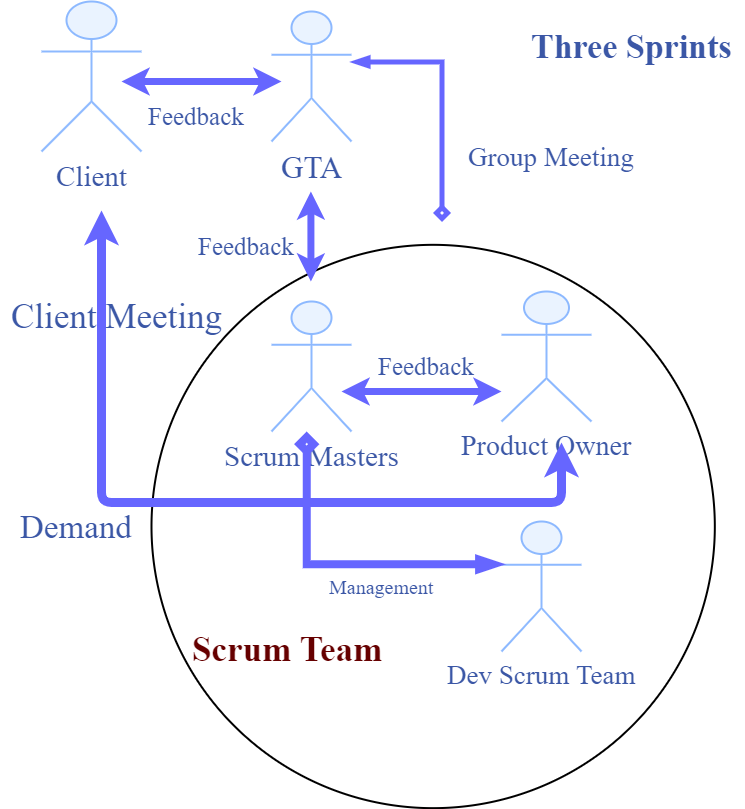 Three Sprints
Feedback
Group Meeting
GTA
Client
Feedback
Client Meeting
Feedback
Product Owner
Scrum Masters
Demand
Management
Scrum Team
Dev Scrum Team